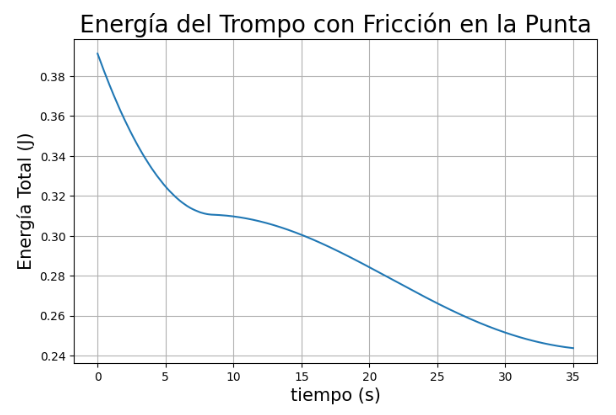 Energía del Trompo con Fricción en la Punta
Energía Total (J)
0.38
0.36
0.34
0.32
0.30
0.28
0.26
0.24
0 5 10 15 20 25 30 35
tiempo (s)